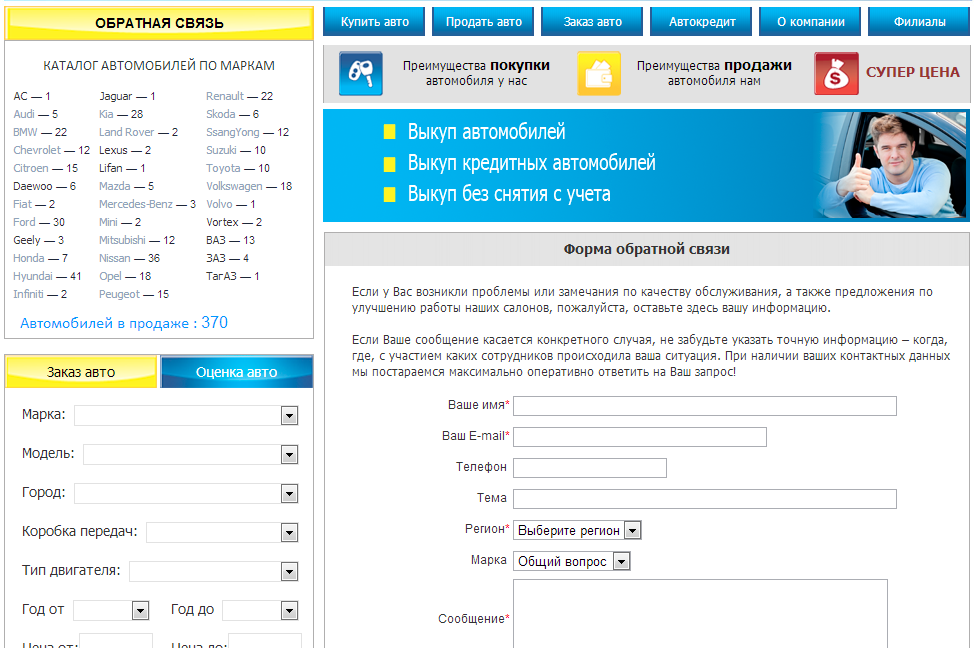 ОБРАТНАЯ СВЯЗЬ
КАТАЛОГ АВТОМОБИЛЕЙ ПО МАРКАМ
AC — 1
Audi — 5
BMW — 22
Chevrolet — 12
Citroen — 15
Daewoo — 6
Fiat — 2
Ford — 30
Geely — 3
Honda — 7
Hyundai — 41
Infiniti — 2
Jaguar — 1
Kia — 28
Land Rover — 2
Lexus — 2
Lifan — 1
Mazda — 5
Mercedes-Benz — 3
Mini — 2
Mitsubishi — 12
Nissan — 36
Opel — 18
Peugeot — 15
Renault — 22
Skoda — 6
SsangYong — 12
Suzuki — 10
Toyota — 10
Volkswagen — 18
Volvo — 1
Vortex — 2
ВАЗ — 13
ЗАЗ — 4
ТагАЗ — 1
Автомобилей в продаже : 370
Заказ авто
Оценка авто
Марка:
Модель:
Город:
Коробка передач:
Тип двигателя:
Год от
Год до
Цена от:
Цена до:
Купить авто
Продать авто
Заказ авто
Автокредит
О компании
Филиалы
Преимущества покупки
автомобиля у нас
Преимущества продажи
автомобиля нам
СУПЕР ЦЕНА
Выкуп автомобилей
Выкуп кредитных автомобилей
Выкуп без снятия с учета
Форма обратной связи
Если у Вас возникли проблемы или замечания по качеству обслуживания, а также предложения по
улучшению работы наших салонов, пожалуйста, оставьте здесь вашу информацию.
Если Ваше сообщение касается конкретного случая, не забудьте указать точную информацию – когда,
где, с участием каких сотрудников происходила ваша ситуация. При наличии ваших контактных данных
мы постараемся максимально оперативно ответить на Ваш запрос!
Ваше имя*
Ваш E-mail*
Телефон
Тема
Регион* Выберите регион
Марка Общий вопрос
Сообщение*